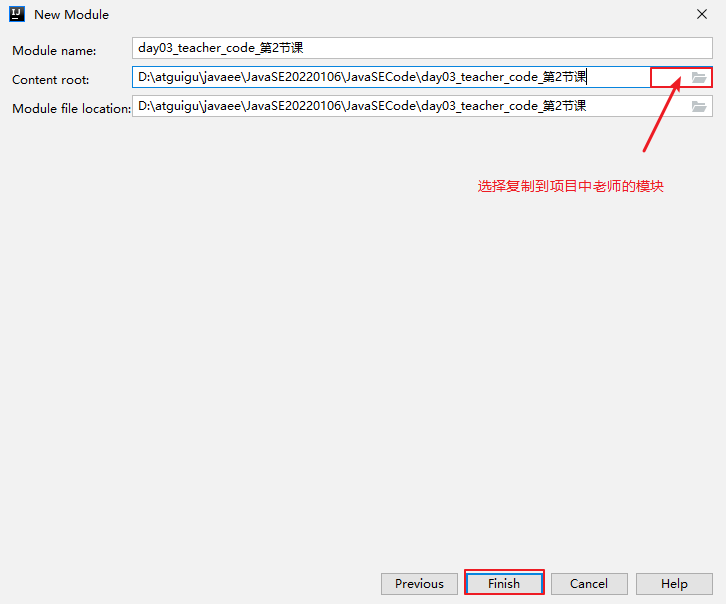 New Module
Module name: day03_teacher_code_第2节课
Content root: D:\atguigu\javaee\JavaSE20220106\JavaSECode\day03_teacher_code_第2节课
Module file location: D:\atguigu\javaee\JavaSE20220106\JavaSECode\day03_teacher_code_第2节课
选择复制到项目中老师的模块
Previous Finish Cancel Help